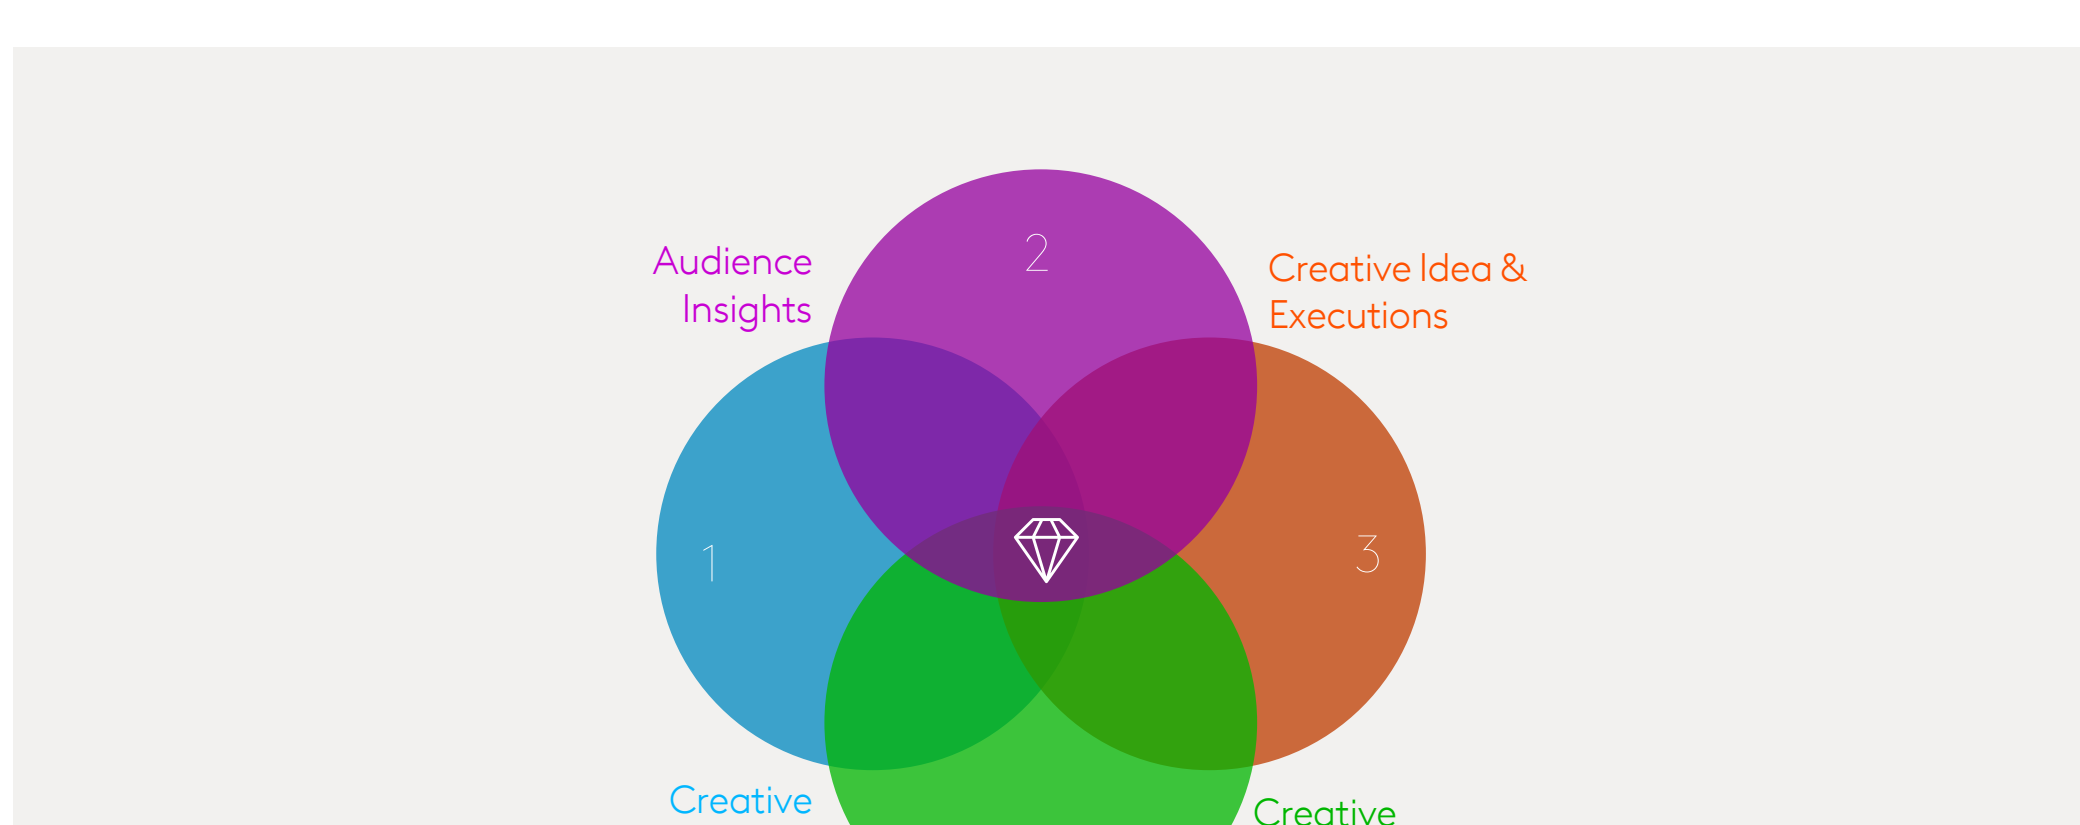 2
Audience
Insights
Creative Idea &
Executions
1
3
Creative
Creative